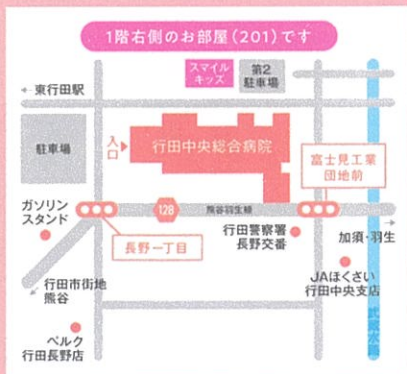 1階右側のお部屋(201)です
スマイル
キッズ
第2
駐車場
東行田駅
駐車場
入口
行田中央総合病院
富士見工業
団地前
ガソリン
スタンド
128
熊谷羽生線
長野一丁目
行田警察署
長野交番
加須・羽生
行田市街地
熊谷
JAほくさい
行田中央支店
ベルク
行田長野店